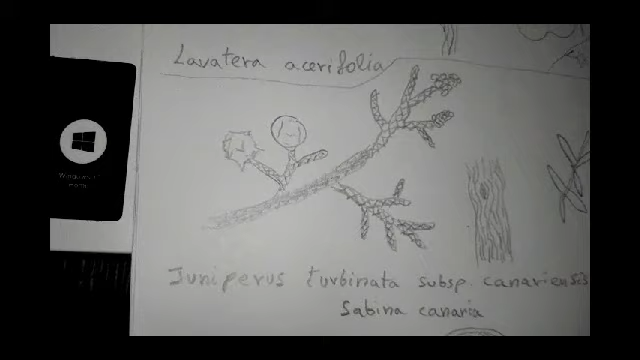 Lavatera acerifolia
Juniperus turbinata subsp. canariensis
Sabina canaria